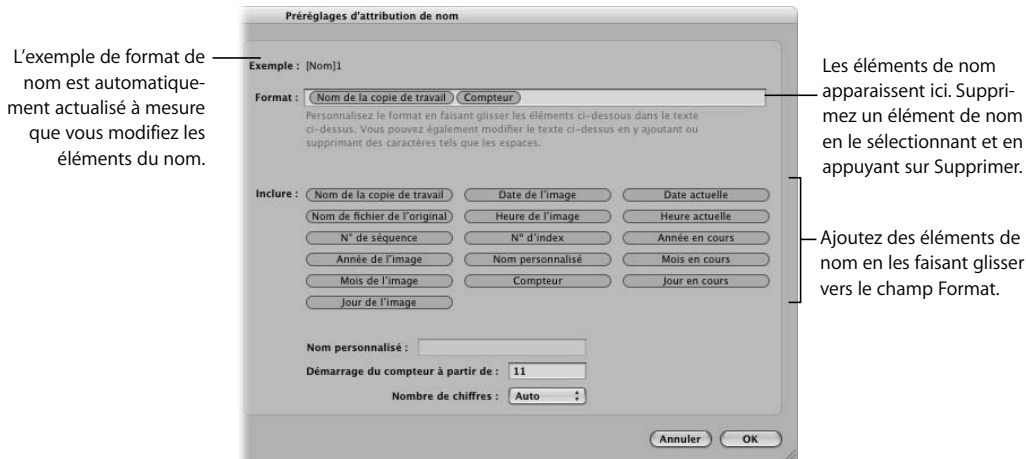 Préréglages d'attribution de nom
L'exemple de format de
nom est automatique-
ment actualisé à mesure
que vous modifiez les
éléments du nom.
Exemple : [Nom]1
Format : Nom de la copie de travail Compteur
Personnalisez le format en faisant glisser les éléments ci-dessous dans le texte
ci-dessus. Vous pouvez également modifier le texte ci-dessus en y ajoutant ou
supprimant des caractères tels que les espaces.
Les éléments de nom
apparaissent ici. Suppri-
mez un élément de nom
en le sélectionnant et en
appuyant sur Supprimer.
Inclure : Nom de la copie de travail Date de l'image Date actuelle
Nom de fichier de l'original Heure de l'image Heure actuelle
N° de séquence N° d'index Année en cours
Année de l'image Nom personnalisé Mois en cours
Mois de l'image Compteur Jour en cours
Jour de l'image
Ajoutez des éléments de
nom en les faisant glisser
vers le champ Format.
Nom personnalisé :
Démarrage du compteur à partir de : 11
Nombre de chiffres : Auto
Annuler OK